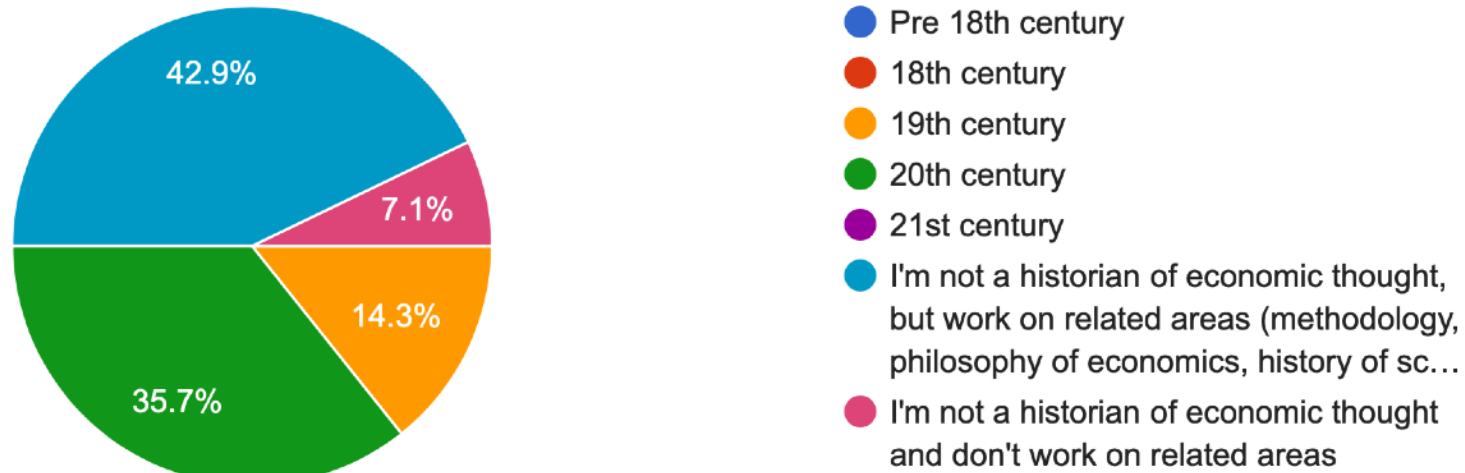 42.9%
7.1%
14.3%
35.7%
Pre 18th century
18th century
19th century
20th century
21st century
I'm not a historian of economic thought,
but work on related areas (methodology,
philosophy of economics, history of sc...
I'm not a historian of economic thought
and don't work on related areas